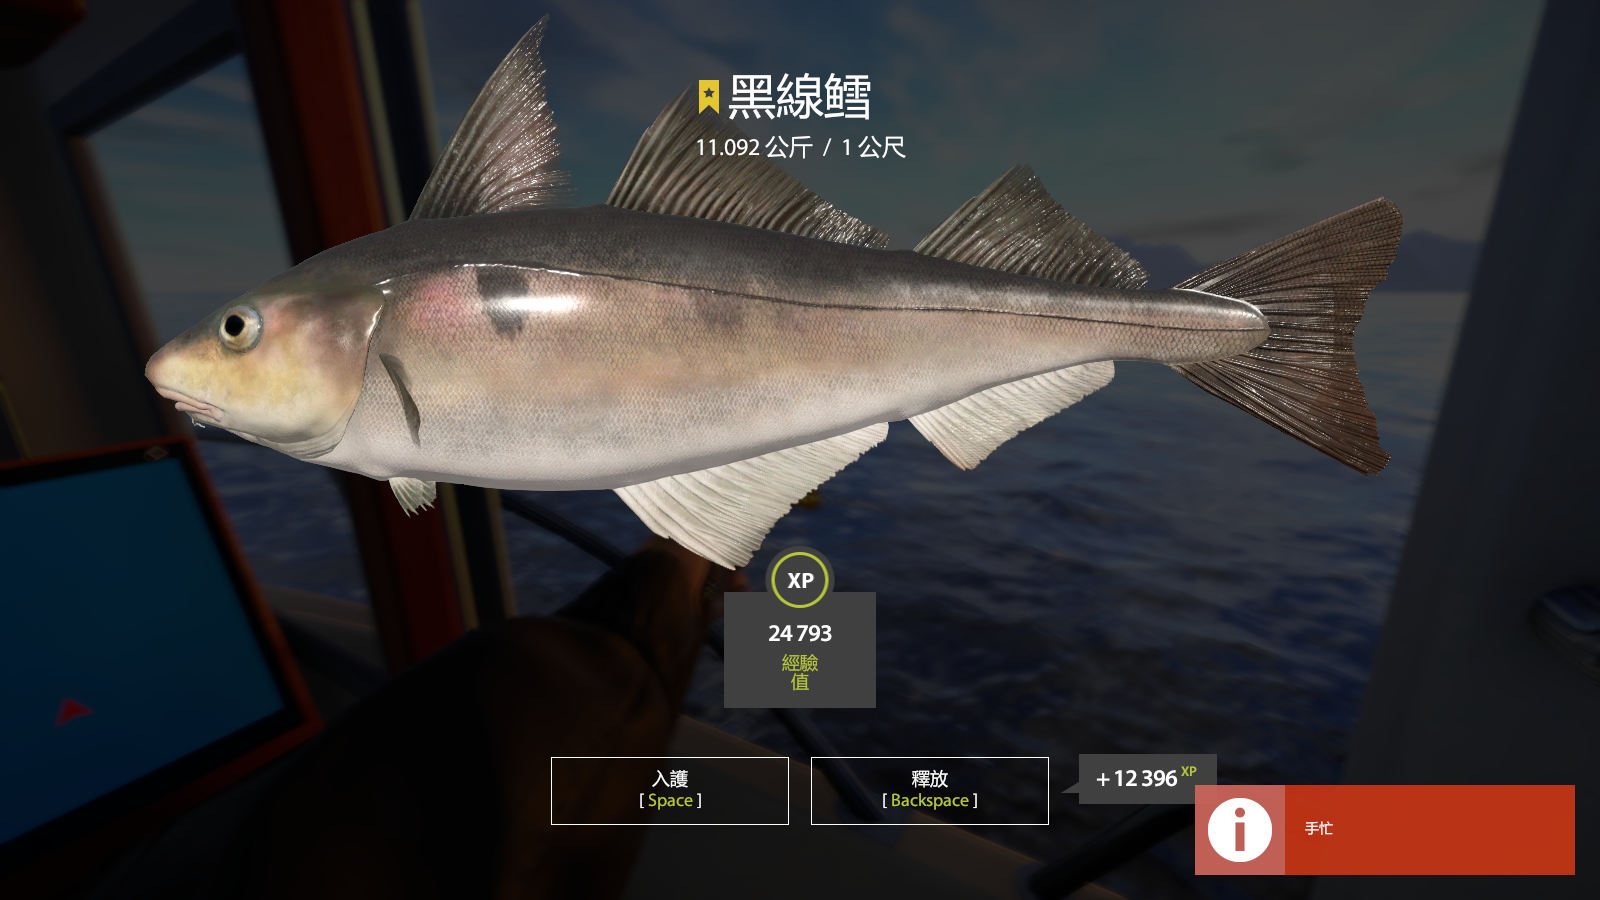 黑線鳕
11.092 公斤 / 1 公尺
XP
24 793
經驗
值
入護
[ Space ]
釋放
[ Backspace ]
+12 396 XP
手忙